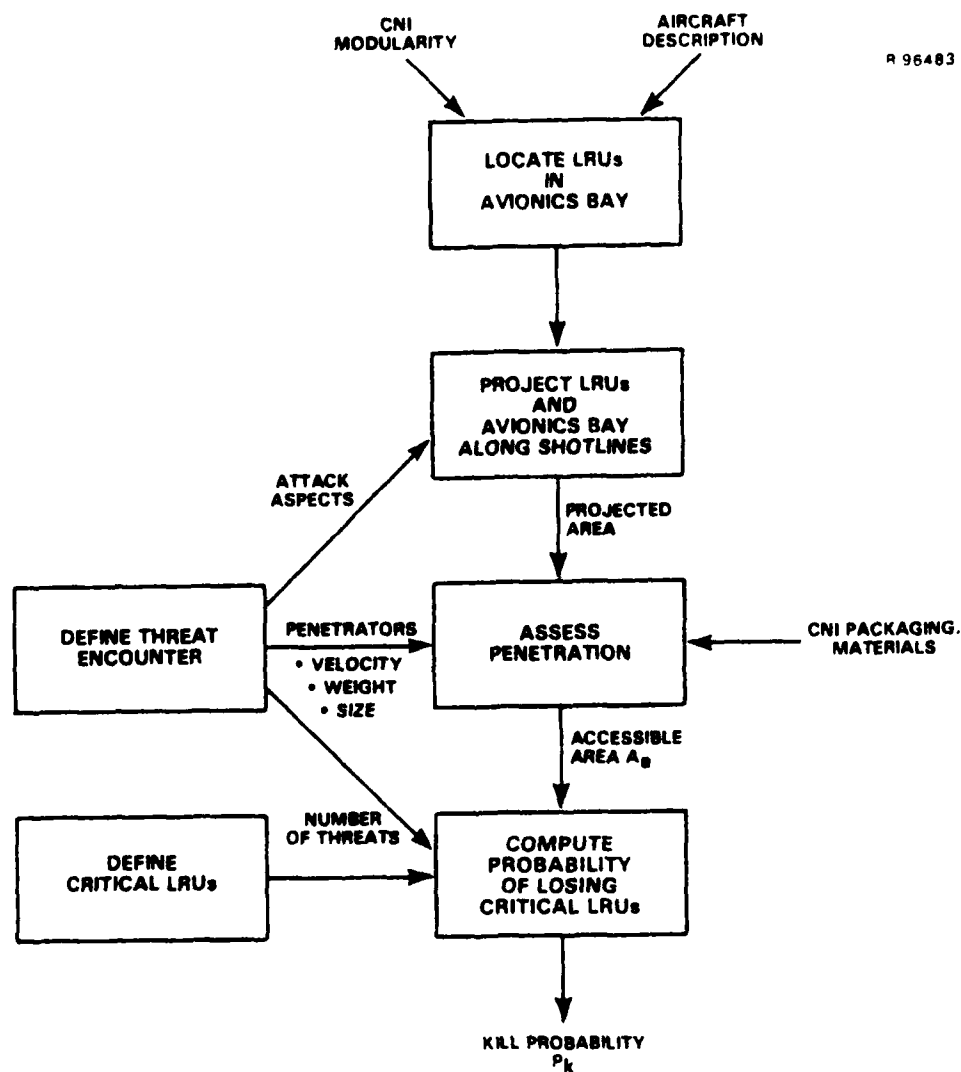 CNI
MODULARITY
AIRCRAFT
DESCRIPTION
R 96483
LOCATE LRUs
IN
AVIONICS BAY
PROJECT LRUs
AND
AVIONICS BAY
ALONG SHOTLINES
ATTACK
ASPECTS
PROJECTED
AREA
DEFINE THREAT
ENCOUNTER
PENETRATORS
• VELOCITY
• WEIGHT
• SIZE
ASSESS
PENETRATION
CNI PACKAGING,
MATERIALS
ACCESSIBLE
AREA Aa
NUMBER
OF THREATS
DEFINE
CRITICAL LRUs
COMPUTE
PROBABILITY
OF LOSING
CRITICAL LRUs
KILL PROBABILITY
Pk